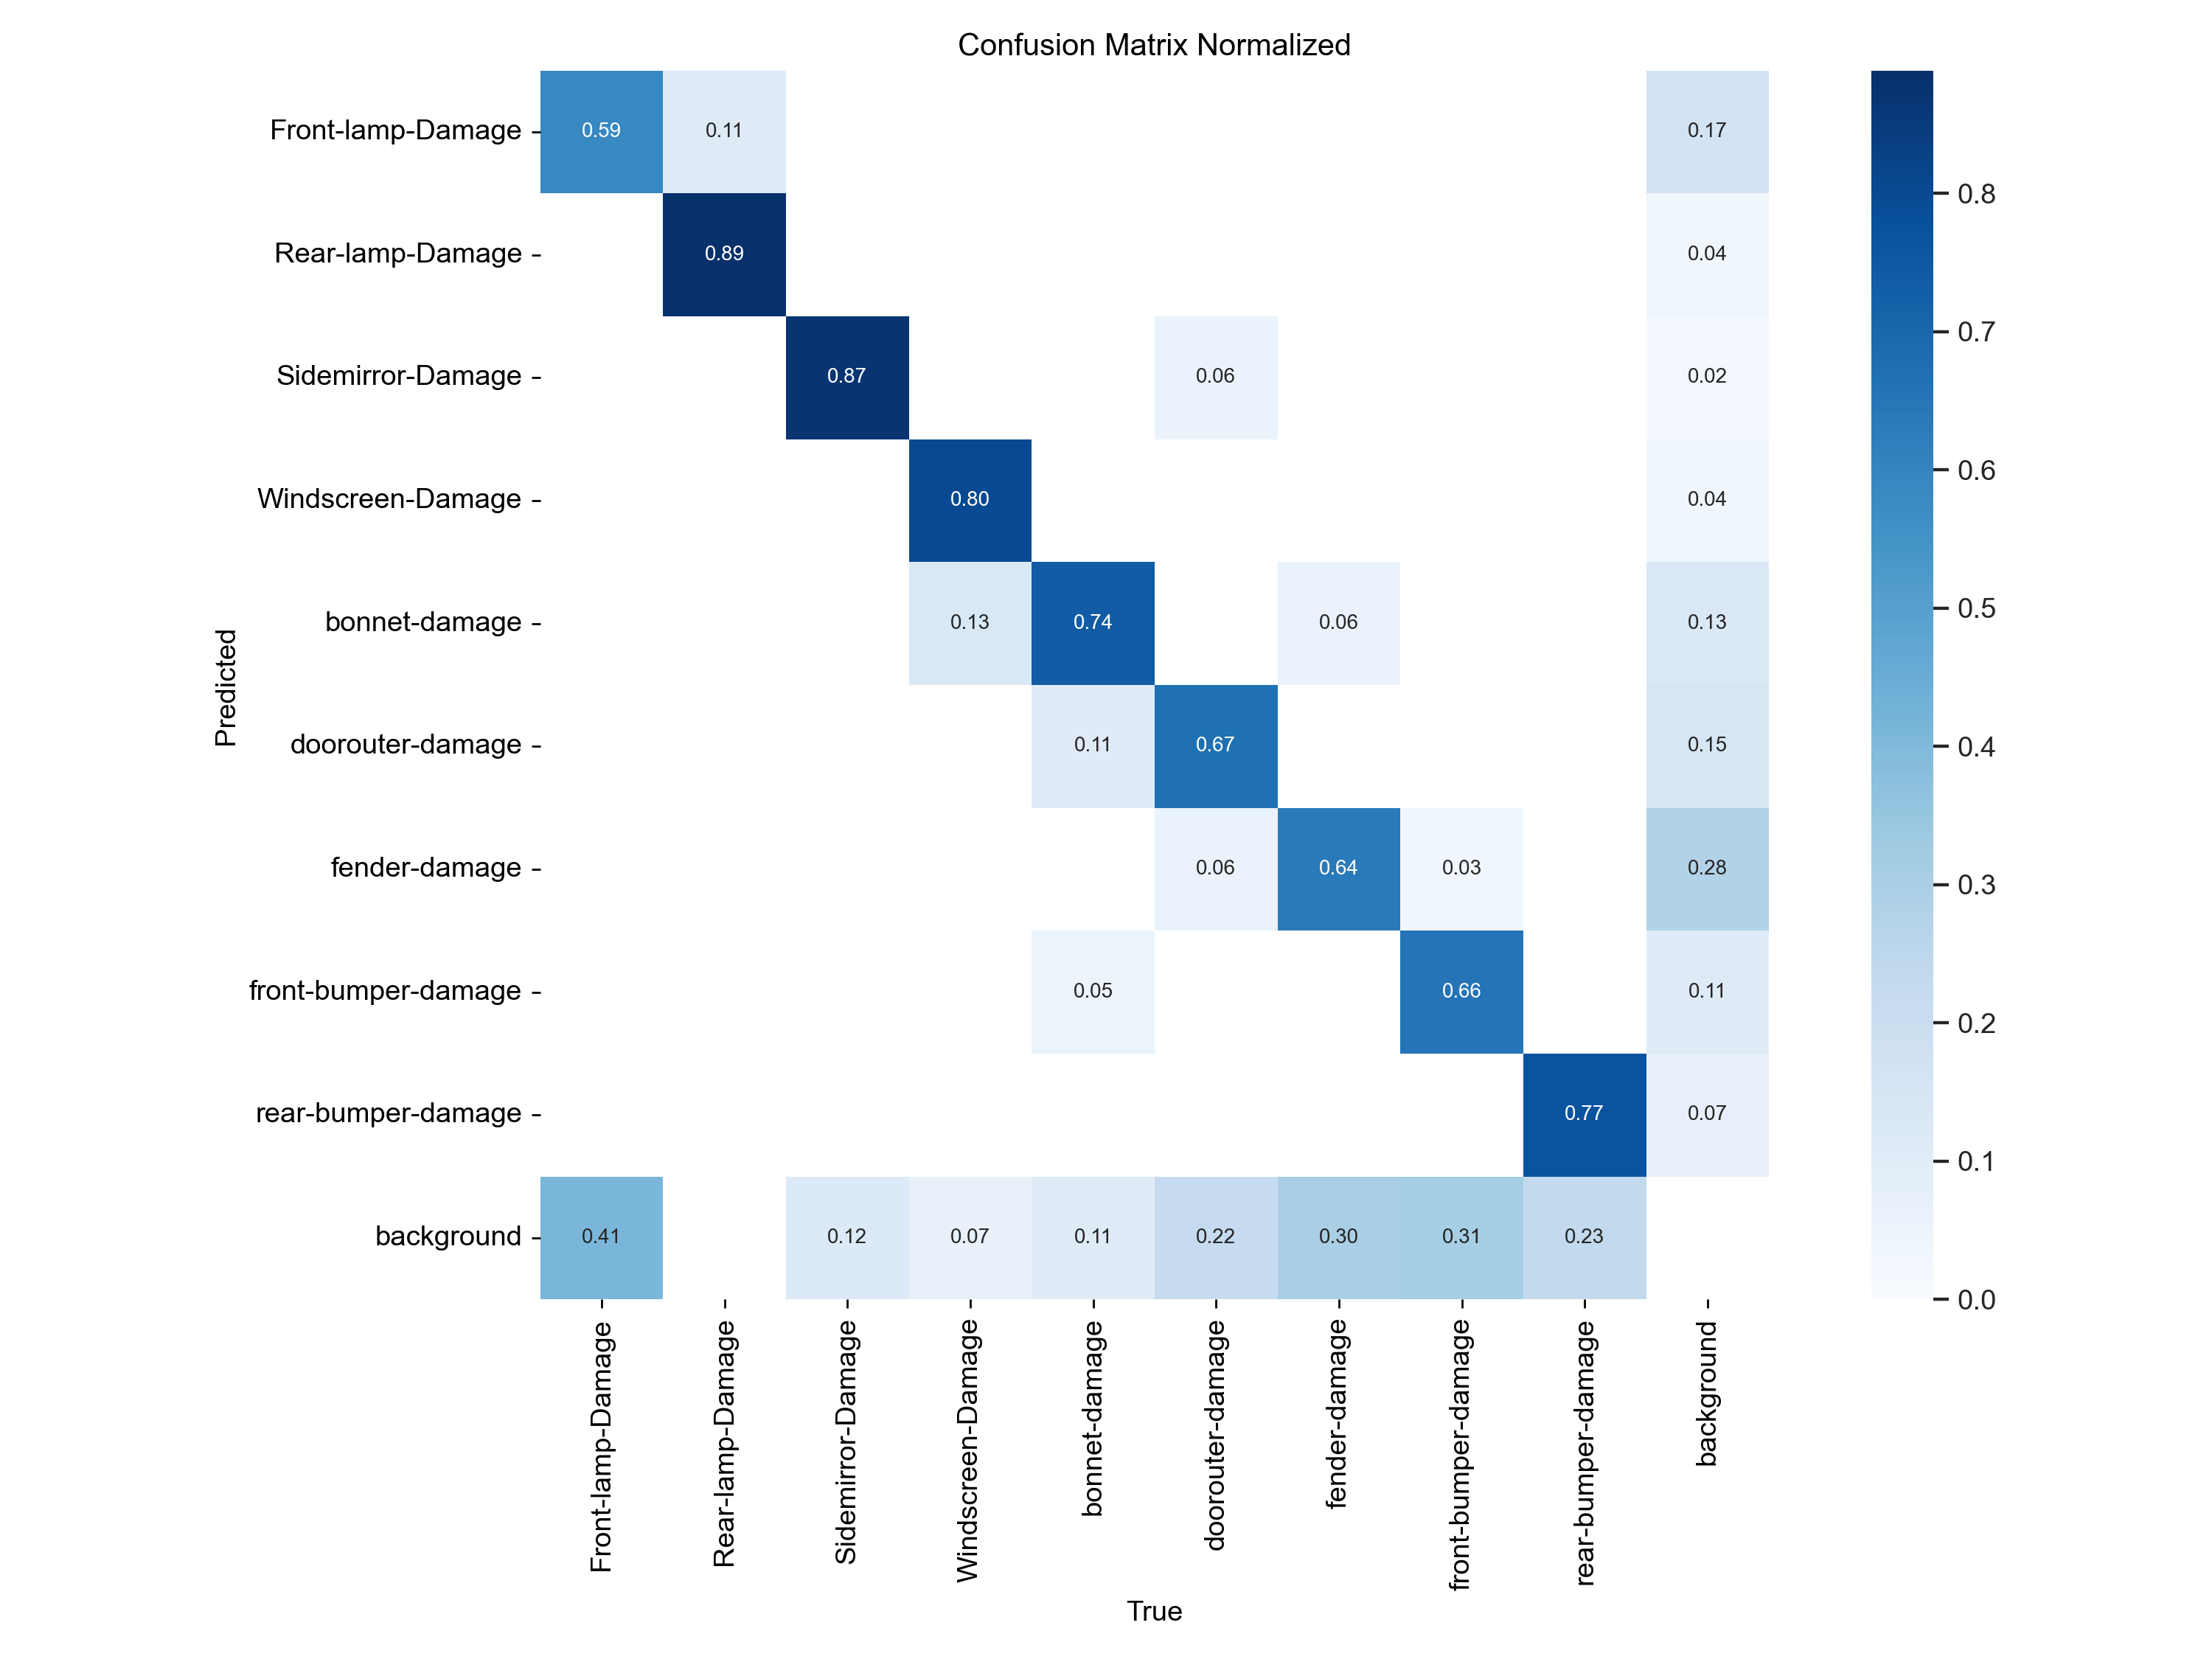 Confusion Matrix Normalized
Front-lamp-Damage 0.59 0.11 0.17
Rear-lamp-Damage 0.89 0.04
Sidemirror-Damage 0.87 0.06 0.02
Windscreen-Damage 0.80 0.04
bonnet-damage 0.13 0.74 0.06 0.13
doorouter-damage 0.11 0.67 0.15
fender-damage 0.06 0.64 0.03 0.28
front-bumper-damage 0.05 0.66 0.11
rear-bumper-damage 0.77 0.07
background 0.41 0.12 0.07 0.11 0.22 0.30 0.31 0.23
Predicted
Front-lamp-Damage
Rear-lamp-Damage
Sidemirror-Damage
Windscreen-Damage
bonnet-damage
doorouter-damage
fender-damage
front-bumper-damage
rear-bumper-damage
background
True
0.8
0.7
0.6
0.5
0.4
0.3
0.2
0.1
0.0